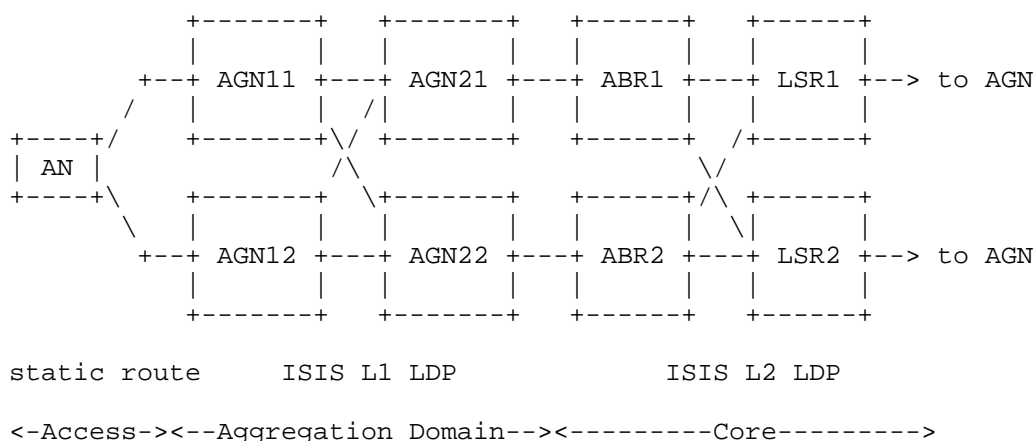 AGN11 AGN21 ABR1 LSR1 --> to AGN
AN
AGN12 AGN22 ABR2 LSR2 --> to AGN
static route ISIS L1 LDP ISIS L2 LDP
<-Access-><--Aggregation Domain--><---------Core--------->